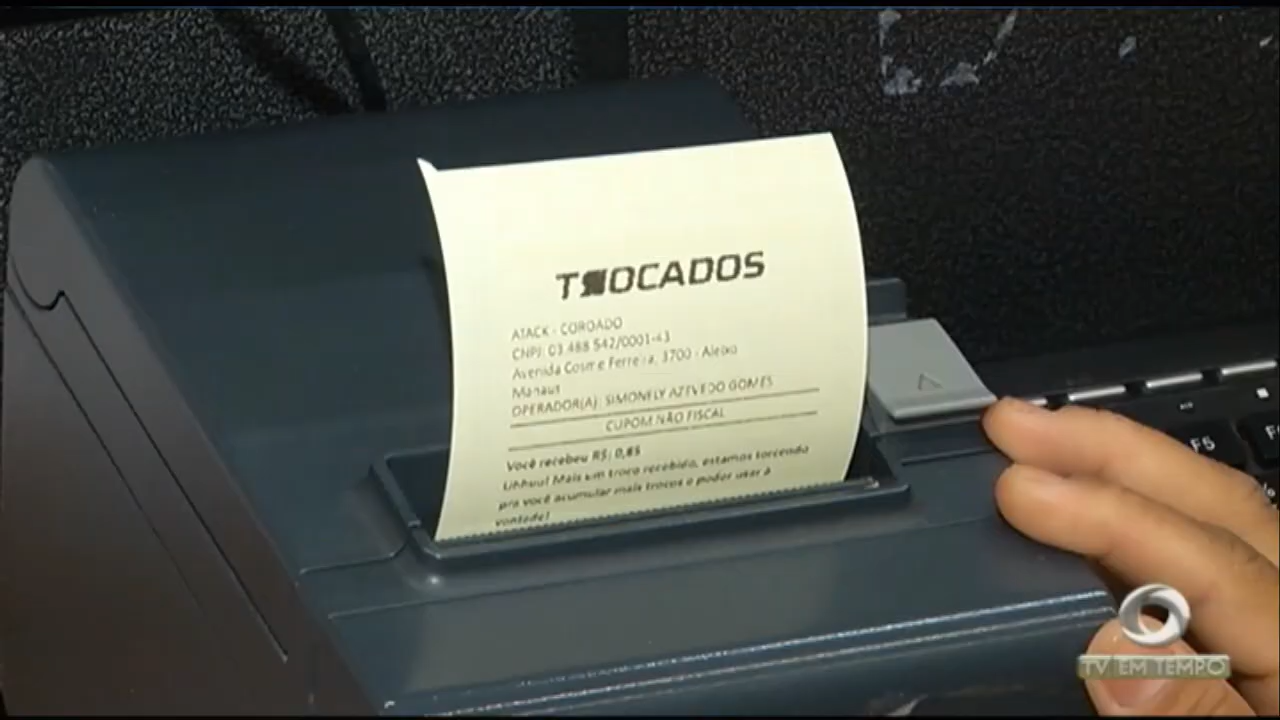 TROCADOS
ATACK - COROADO
CNPJ: 03 488 542/0001-43
Avenida Cosme Ferreira, 3700 - Aleixo
Manaus
OPERADOR(A): SIMONELY AZEVEDO GOMES
CUPOM NÃO FISCAL
Você recebeu R$: 0,85
Uhhuu! Mais um troco recebido, estamos torcendo
pra você acumular mais trocos e poder usar à
vontade!
F5
TV EM TEMPO